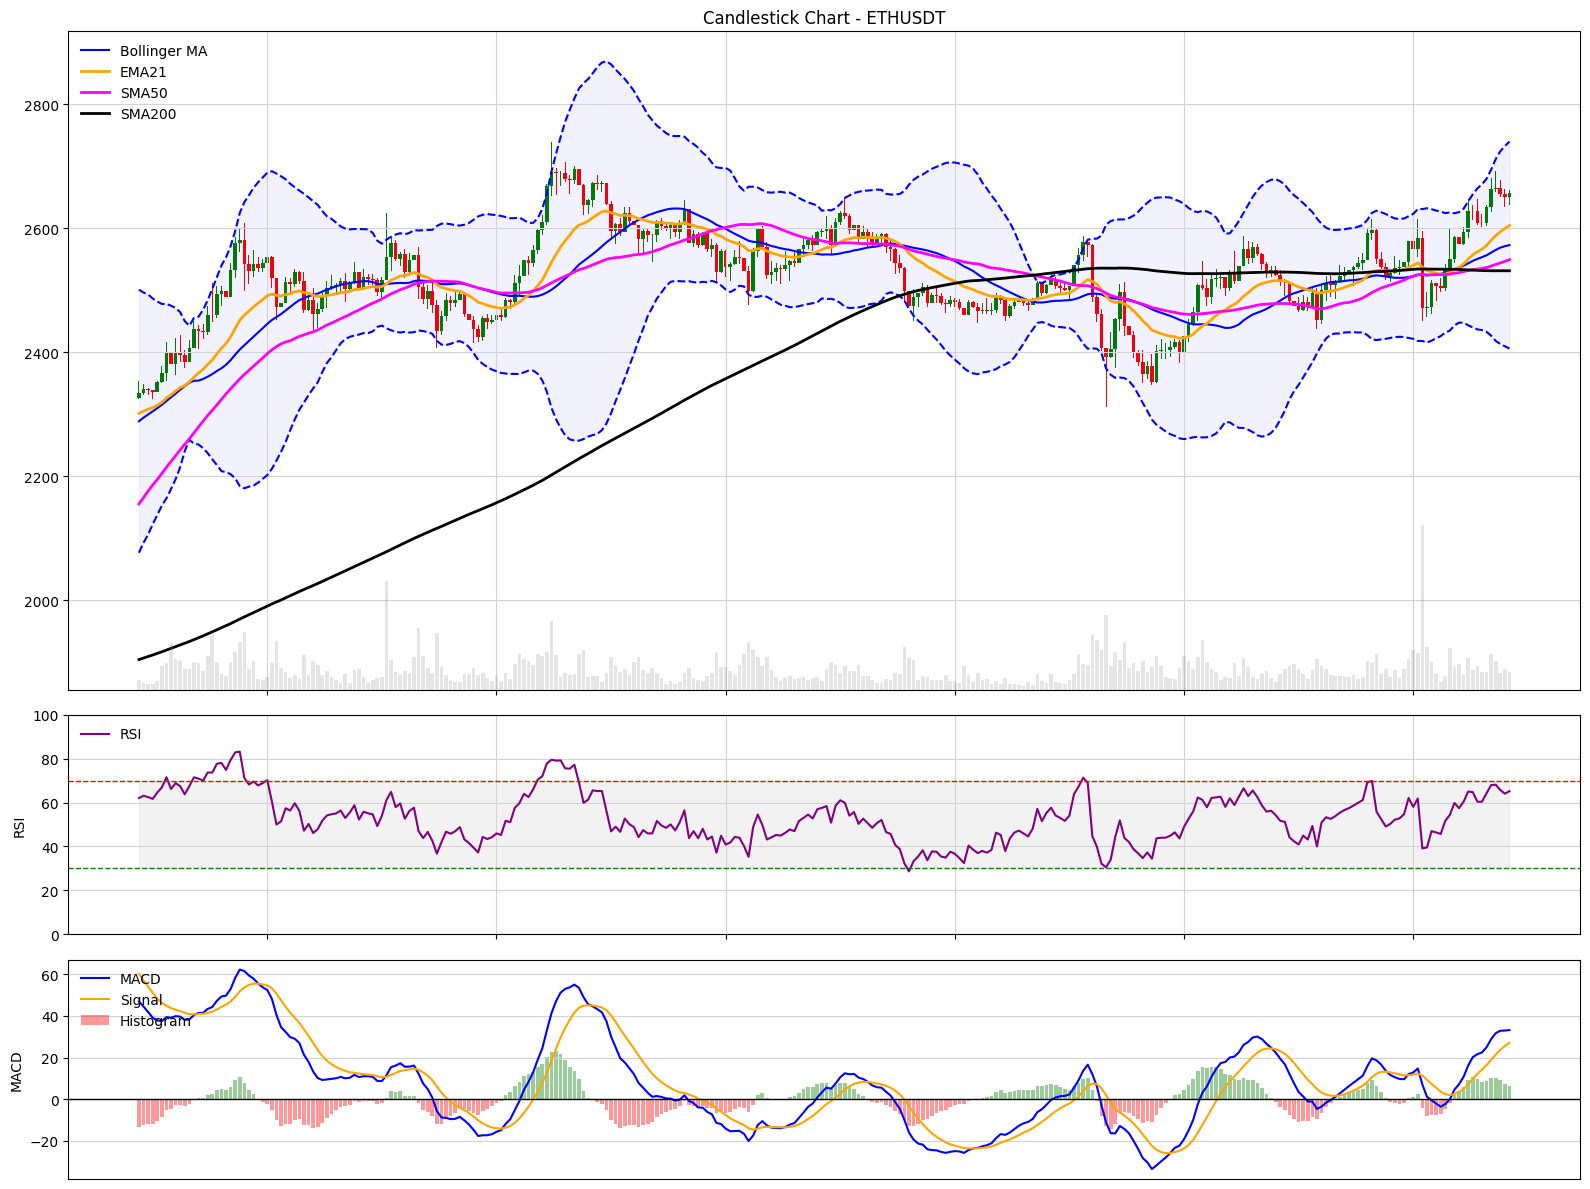 Candlestick Chart - ETHUSDT
Bollinger MA
EMA21
SMA50
SMA200
2800
2600
2400
2200
2000
RSI
RSI
100
80
60
40
20
0
MACD
Signal
Histogram
MACD
60
40
20
0
−20